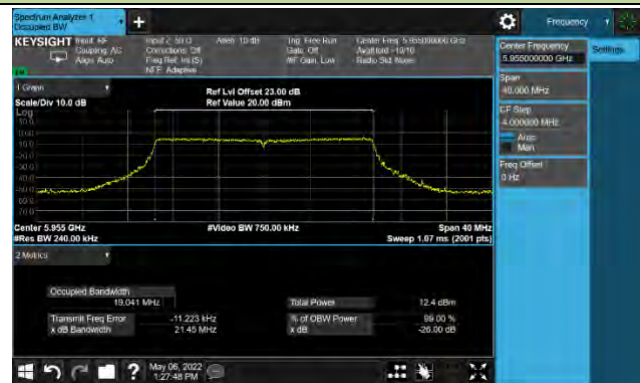 Spectrum Analyzer 1
Occupied BW
Frequency
KEYSIGHT
Input: RF
Coupling: AC
Align: Auto
Corrections: Off
Freq Ref: Int (S)
NFE: Adaptive
Atten: 10 dB
Trig: Free Run
Gate: Off
#IF Gain: Low
Center Freq: 5.955000000 GHz
Avg|Hold: >10/10
Radio Std: None
Center Frequency
5.955000000 GHz
Settings
Span
40.000 MHz
CF Step
4.000000 MHz
Auto
Man
Freq Offset
0 Hz
1 Graph
Scale/Div 10.0 dB
Ref Lvl Offset 23.00 dB
Ref Value 20.00 dBm
Log
Center 5.955 GHz
#Res BW 240.00 kHz
#Video BW 750.00 kHz
Span 40 MHz
Sweep 1.07 ms (2001 pts)
2 Metrics
Occupied Bandwidth
19.041 MHz
Total Power
12.4 dBm
Transmit Freq Error
-11.223 kHz
% of OBW Power
99.00 %
x dB Bandwidth
21.45 MHz
x dB
-26.00 dB
May 06, 2022
1:27:48 PM